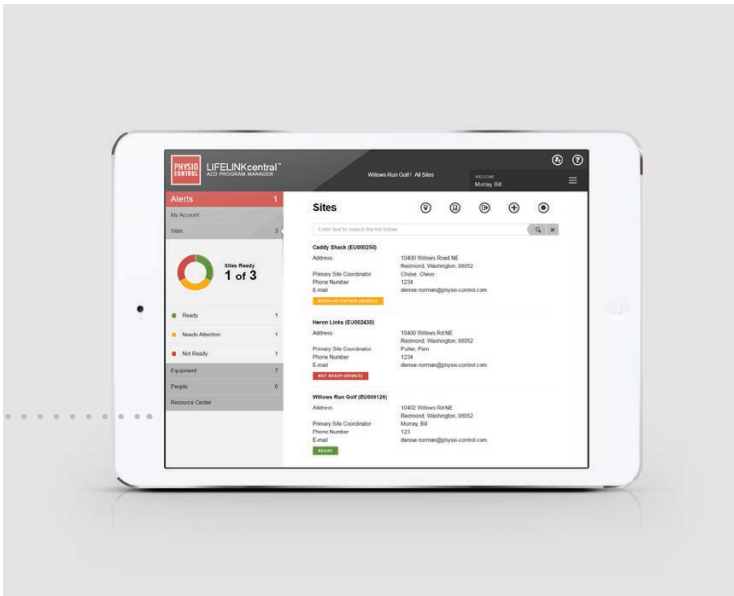 PHYSIO
CONTROL
LIFELINKcentral™
AED PROGRAM MANAGER
Willows Run Golf / All Sites
WELCOME
Murray, Bill
Alerts 1
My Account
Sites 3
Sites Ready
1 of 3
Ready 1
Needs Attention 1
Not Ready 1
Equipment 7
People 6
Resource Center
Sites
Enter text to search the list below
Caddy Shack (EU000250)
Address 10400 Willows Road NE
Redmond, Washington, 98052
Primary Site Coordinator Chase, Chevy
Phone Number 1234
E-mail denise.norman@physio-control.com
NEEDS ATTENTION (DEVICE)
Heron Links (EU002430)
Address 10400 Willows Rd NE
Redmond, Washington, 98052
Primary Site Coordinator Putter, Pam
Phone Number 1234
E-mail denise.norman@physio-control.com
NOT READY (DEVICE)
Willows Run Golf (EU000126)
Address 10402 Willows Rd NE
Redmond, Washington, 98052
Primary Site Coordinator Murray, Bill
Phone Number 123
E-mail denise.norman@physio-control.com
READY